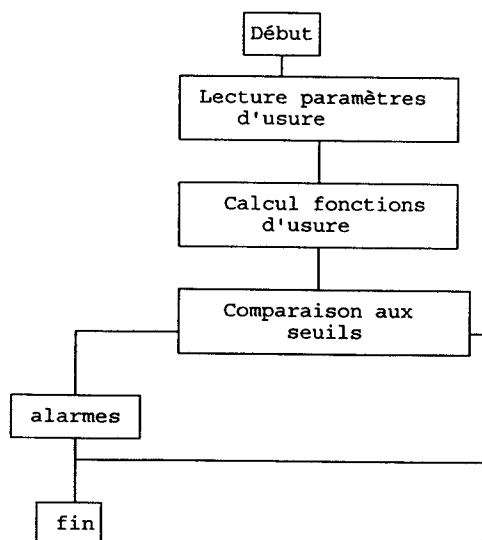 Début
Lecture paramètres
d'usure
Calcul fonctions
d'usure
Comparaison aux
seuils
alarmes
fin